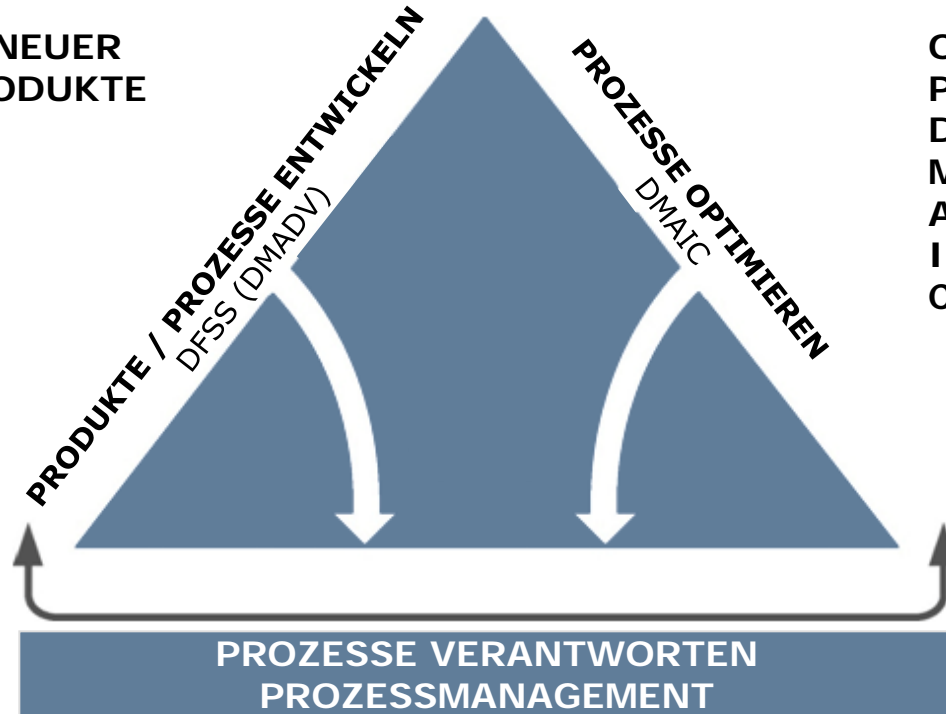 NEUER
ODUKTE
PRODUKTE / PROZESSE ENTWICKELN
DFSS (DMADV)
PROZESSE OPTIMIEREN
DMAIC
P
D
M
A
I
PROZESSE VERANTWORTEN
PROZESSMANAGEMENT